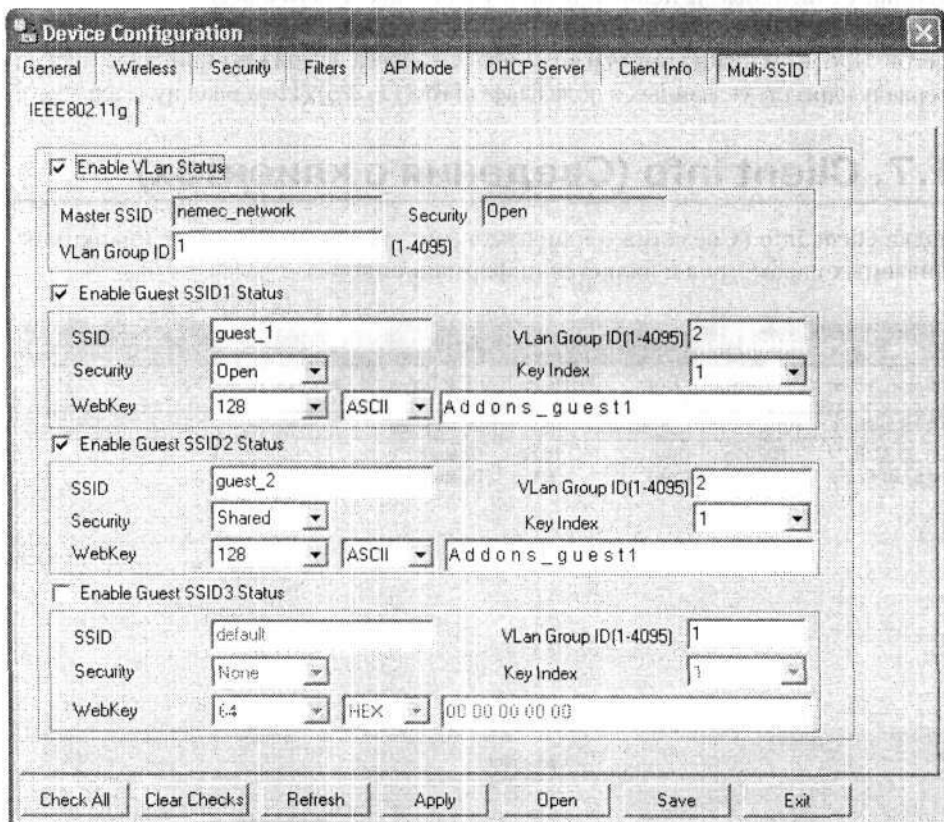 Device Configuration
General Wireless Security Filters AP Mode DHCP Server Client Info Multi-SSID
IEEE802.11g
Enable VLan Status
Master SSID nemec_network Security Open
VLan Group ID 1 (1-4095)
Enable Guest SSID1 Status
SSID guest_1 VLan Group ID(1-4095) 2
Security Open Key Index 1
WebKey 128 ASCII Addons_guest1
Enable Guest SSID2 Status
SSID guest_2 VLan Group ID(1-4095) 2
Security Shared Key Index 1
WebKey 128 ASCII Addons_guest1
Enable Guest SSID3 Status
SSID default VLan Group ID(1-4095) 1
Security None Key Index 1
WebKey 64 HEX 00 00 00 00 00
Check All Clear Checks Refresh Apply Open Save Exit